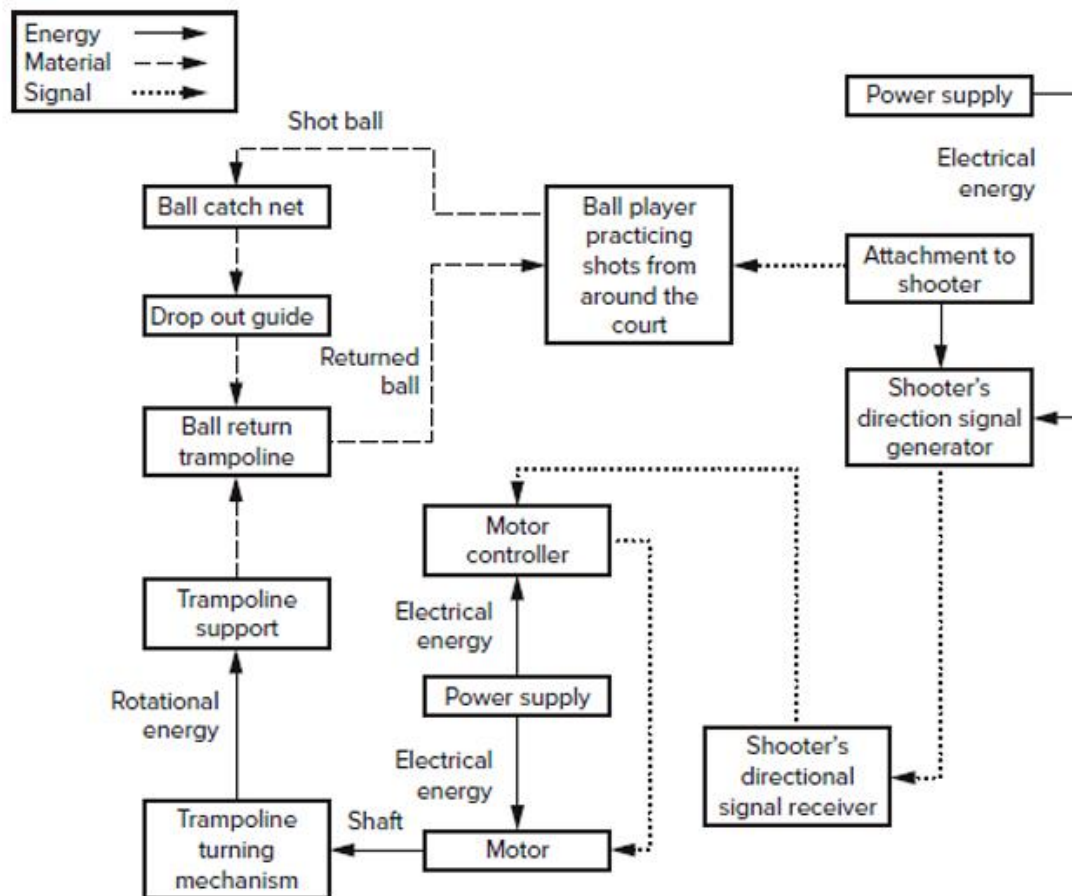 Energy
Material
Signal
Shot ball
Power supply
Electrical
energy
Ball catch net
Ball player
practicing
shots from
around the
court
Attachment to
shooter
Drop out guide
Returned
ball
Shooter's
direction signal
generator
Ball return
trampoline
Motor
controller
Trampoline
support
Electrical
energy
Rotational
energy
Power supply
Electrical
energy
Shooter's
directional
signal receiver
Trampoline
turning
mechanism
Shaft
Motor